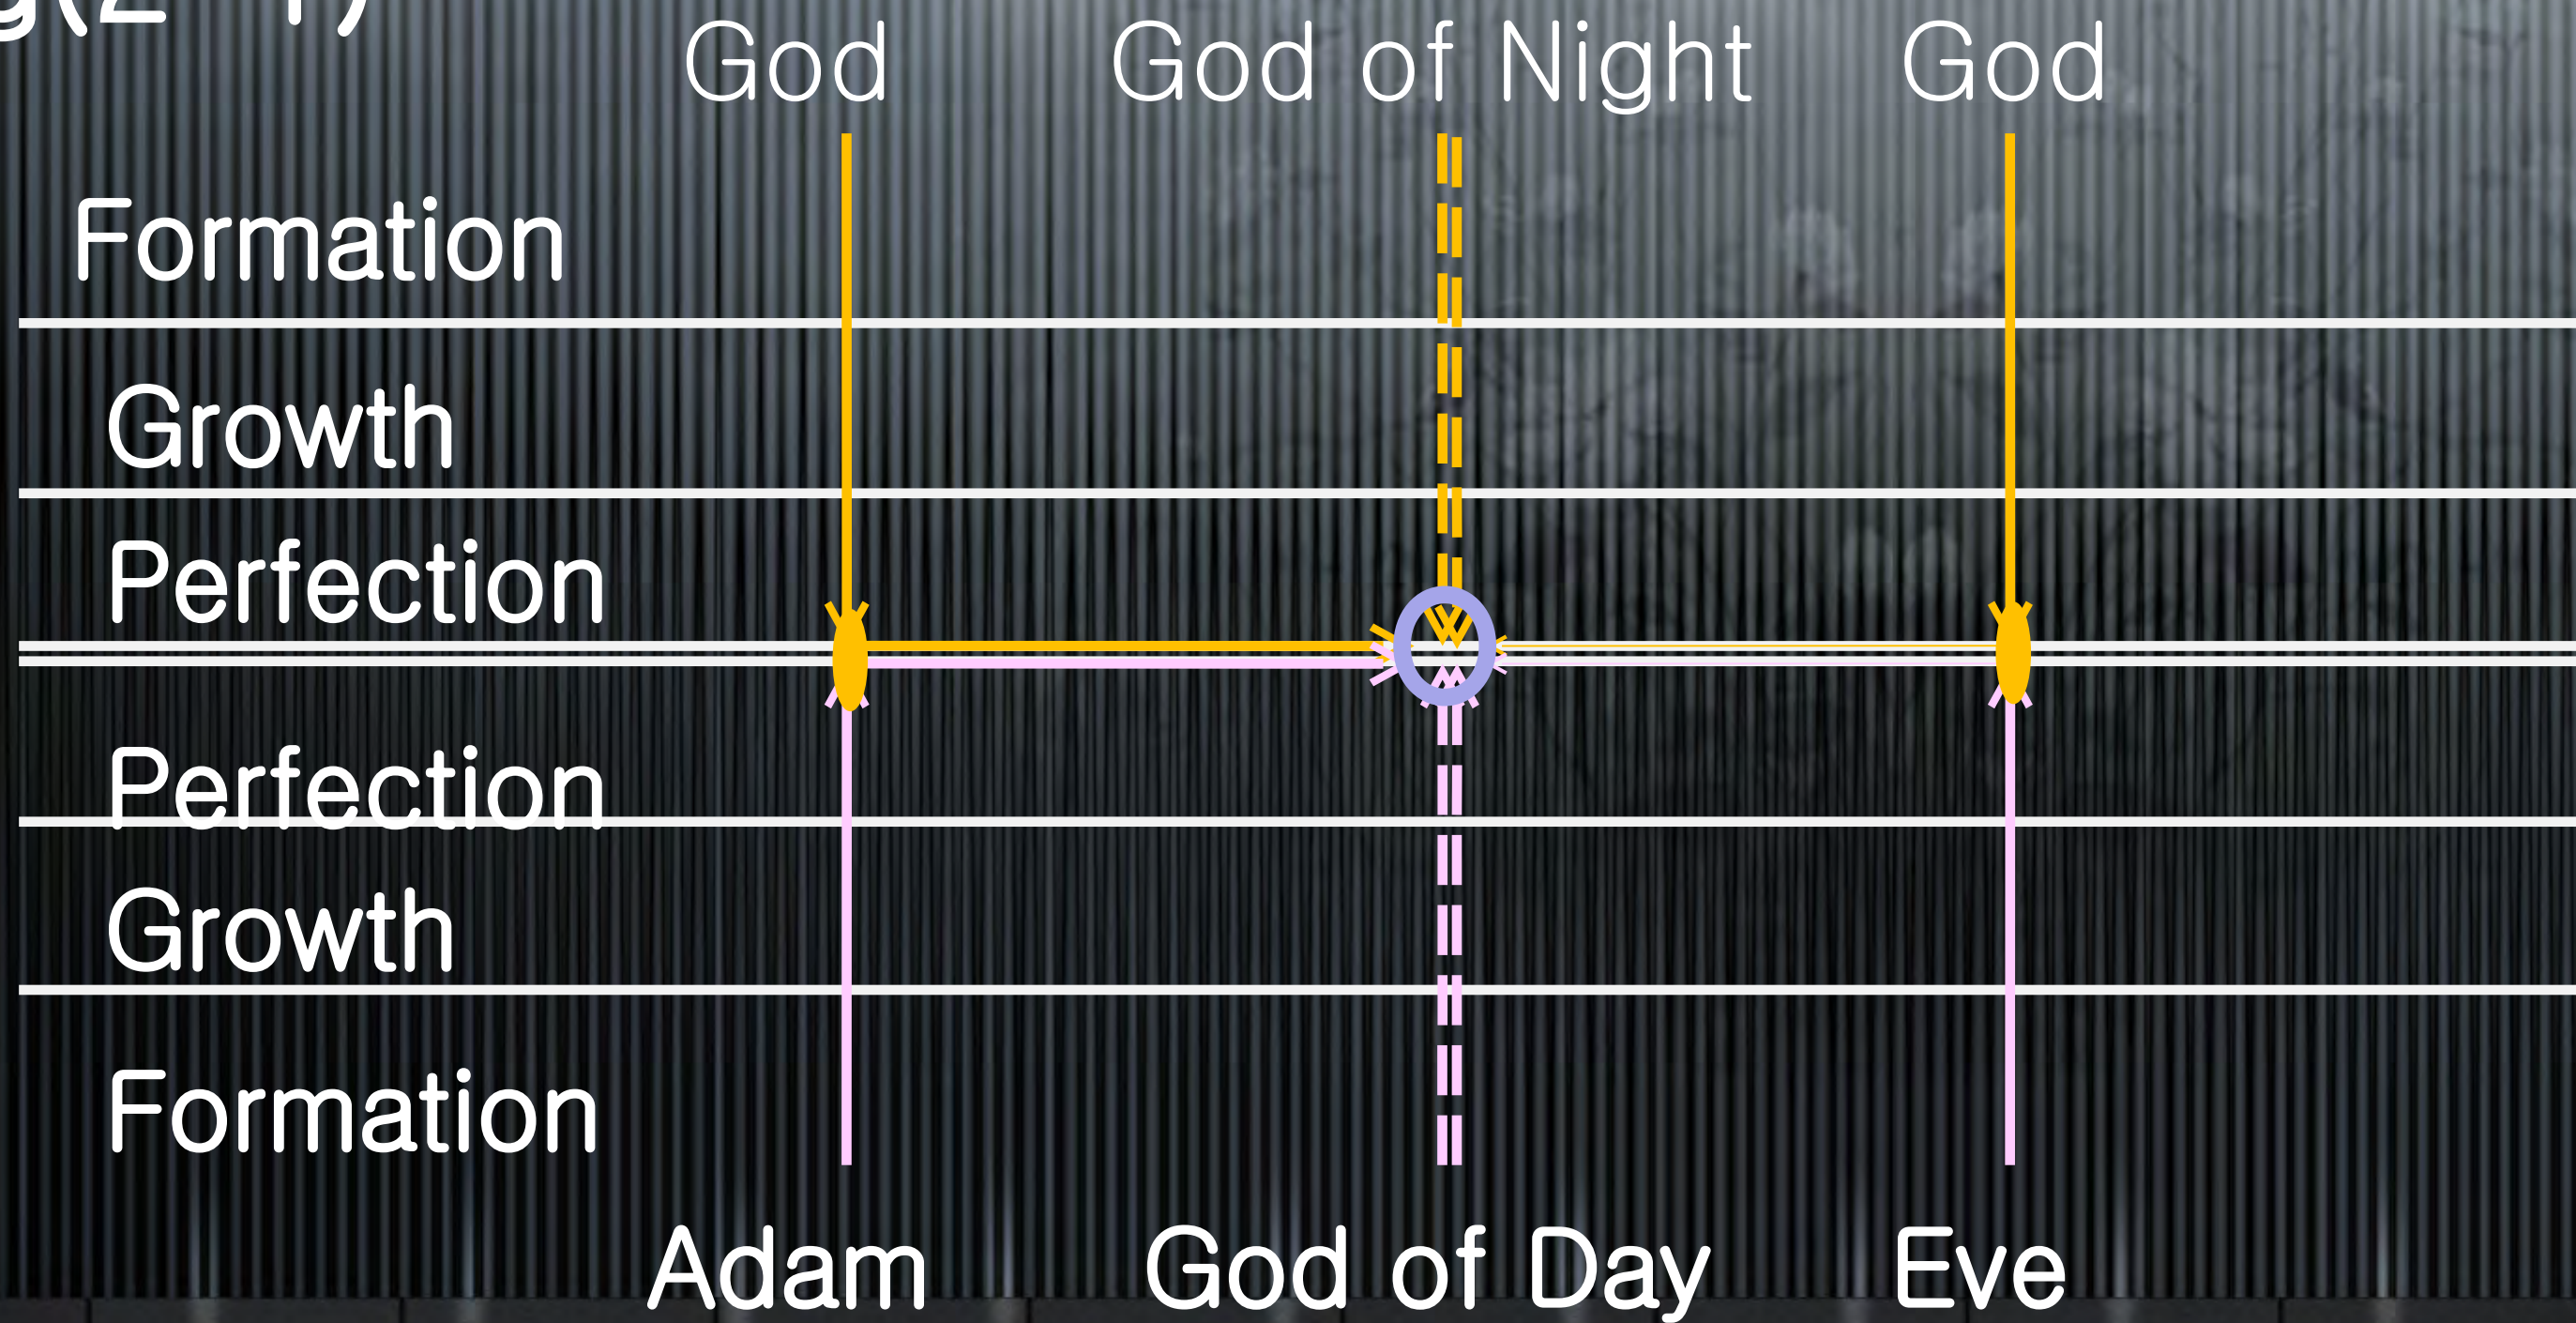 God God of Night God
Formation
Growth
Perfection
Perfection
Growth
Formation
Adam God of Day Eve